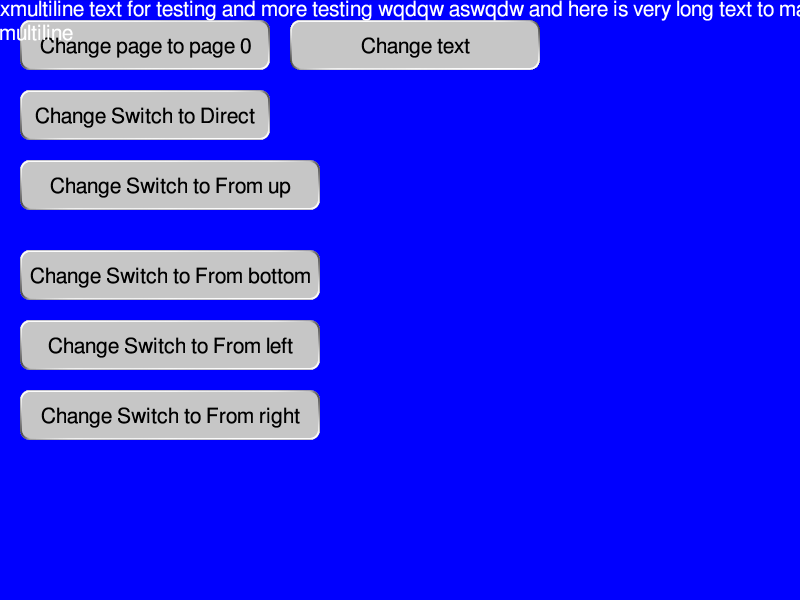 xmultiline text for testing and more testing wqdqw aswqdw and here is very long text to ma
multiline
Change page to page 0
Change text
Change Switch to Direct
Change Switch to From up
Change Switch to From bottom
Change Switch to From left
Change Switch to From right